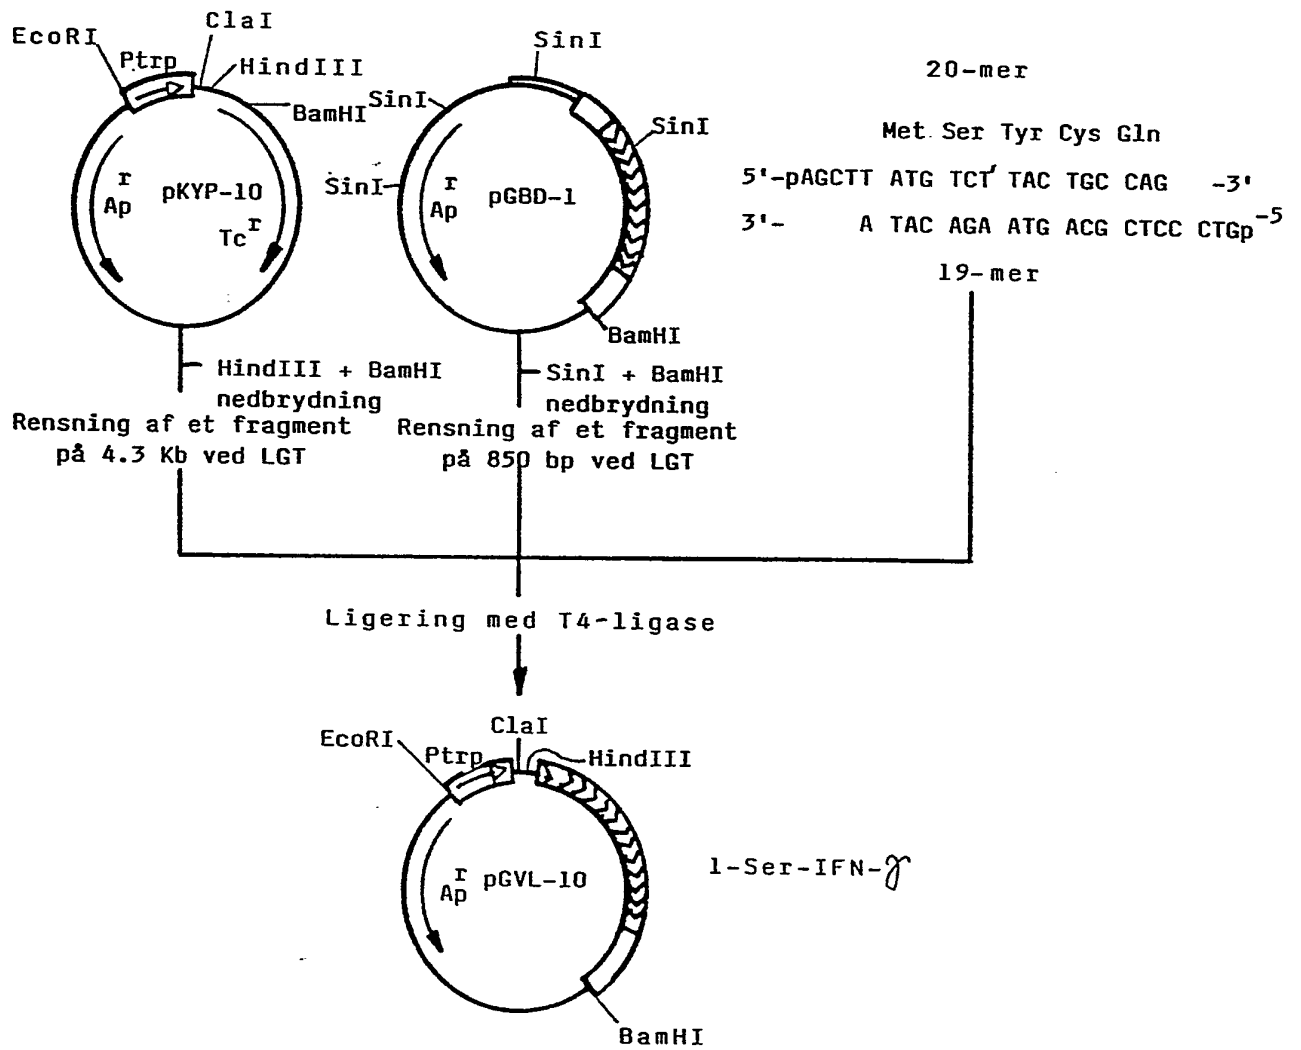 EcoRI
ClaI
Ptrp
HindIII
BamHI
Apʳ
pKYP-10
Tcʳ
SinI
SinI
SinI
SinI
Apʳ
pGBD-1
BamHI
20-mer
Met Ser Tyr Cys Gln
5'-pAGCTT ATG TCT TAC TGC CAG -3'
3'- A TAC AGA ATG ACG CTCC CTGp-5
19-mer
HindIII + BamHI
nedbrydning
Rensning af et fragment
på 4.3 Kb ved LGT
SinI + BamHI
nedbrydning
Rensning af et fragment
på 850 bp ved LGT
Ligering med T4-ligase
ClaI
EcoRI
Ptrp
HindIII
Apʳ
pGVL-10
BamHI
1-Ser-IFN-γ